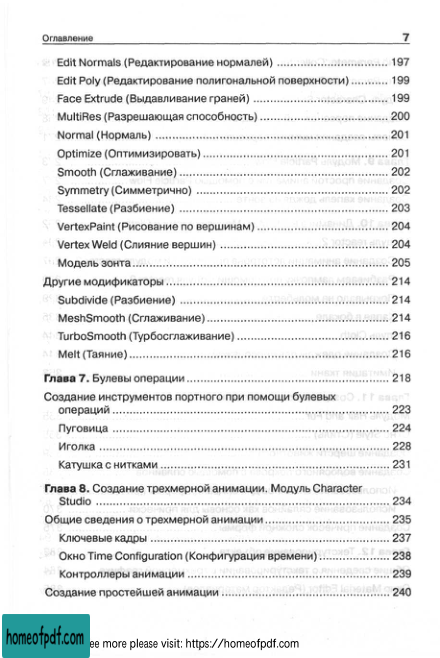 Оглавление 7
Edit Normals (Редактирование нормалей) 197
Edit Poly (Редактирование полигональной поверхности) 199
Face Extrude (Выдавливание граней) 199
MultiRes (Разрешающая способность) 200
Normal (Нормаль) 201
Optimize (Оптимизировать) 201
Smooth (Сглаживание) 202
Symmetry (Симметрично) 202
Tessellate (Разбиение) 203
VertexPaint (Рисование по вершинам) 204
Vertex Weld (Слияние вершин) 204
Модель зонта 205
Другие модификаторы 214
Subdivide (Разбиение) 214
MeshSmooth (Сглаживание) 214
TurboSmooth (Турбосглаживание) 216
Melt (Таяние) 216
Глава 7. Булевы операции 218
Создание инструментов портного при помощи булевых
операций 223
Пуговица 224
Иголка 228
Катушка с нитками 231
Глава 8. Создание трехмерной анимации. Модуль Character
Studio 234
Общие сведения о трехмерной анимации 235
Ключевые кадры 237
Окно Time Configuration (Конфигурация времени) 238
Контроллеры анимации 239
Создание простейшей анимации 240
homeofpdf.com
ee more please visit: https://homeofpdf.com